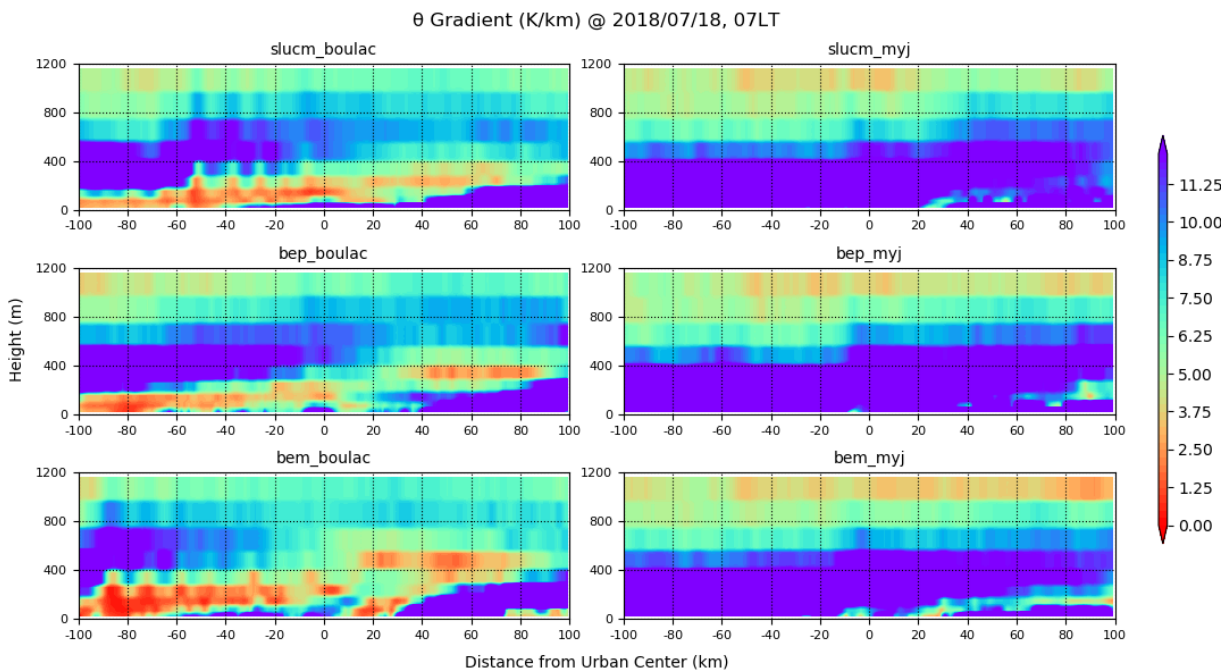 θ Gradient (K/km) @ 2018/07/18, 07LT
slucm_boulac
slucm_myj
1200
800
400
0
-100 -80 -60 -40 -20 0 20 40 60 80 100
1200
800
400
0
-100 -80 -60 -40 -20 0 20 40 60 80 100
bep_boulac
bep_myj
1200
800
400
0
-100 -80 -60 -40 -20 0 20 40 60 80 100
1200
800
400
0
-100 -80 -60 -40 -20 0 20 40 60 80 100
Height (m)
bem_boulac
bem_myj
1200
800
400
0
-100 -80 -60 -40 -20 0 20 40 60 80 100
1200
800
400
0
-100 -80 -60 -40 -20 0 20 40 60 80 100
Distance from Urban Center (km)
11.25
10.00
8.75
7.50
6.25
5.00
3.75
2.50
1.25
0.00